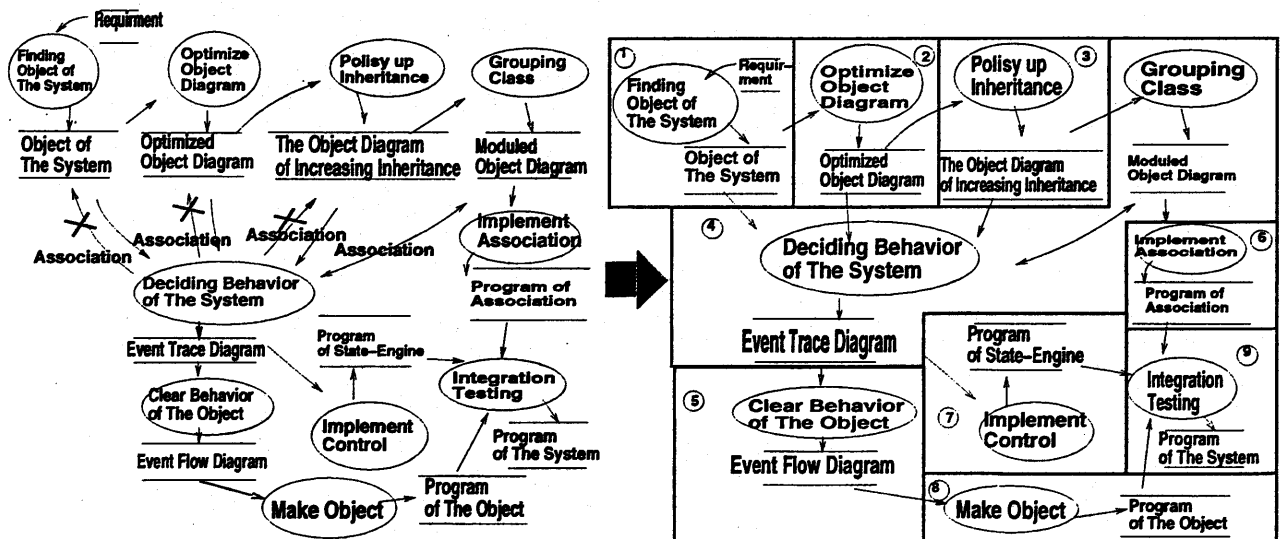 Requirment
Finding
Object of
The System
Optimize
Object
Diagram
Polisy up
Inheritance
Grouping
Class
Object of
The System
Optimized
Object Diagram
The Object Diagram
of Increasing Inheritance
Moduled
Object Diagram
Association
Association
Association
Association
Implement
Association
Deciding Behavior
of The System
Program of
Association
Event Trace Diagram
Program
of State-Engine
Clear Behavior
of The Object
Integration
Testing
Implement
Control
Event Flow Diagram
Program
of The System
Make Object
Program
of The Object
1
Requir-
ment
Finding
Object of
The System
Object of
The System
2
Optimize
Object
Diagram
Optimized
Object Diagram
3
Polisy up
Inheritance
The Object Diagram
of Increasing Inheritance
Grouping
Class
Moduled
Object Diagram
4
Deciding Behavior
of The System
Event Trace Diagram
6
Implement
Association
Program of
Association
5
Clear Behavior
of The Object
Event Flow Diagram
Program
of State-Engine
7
Implement
Control
9
Integration
Testing
Program
of The System
8
Make Object
Program
of The Object